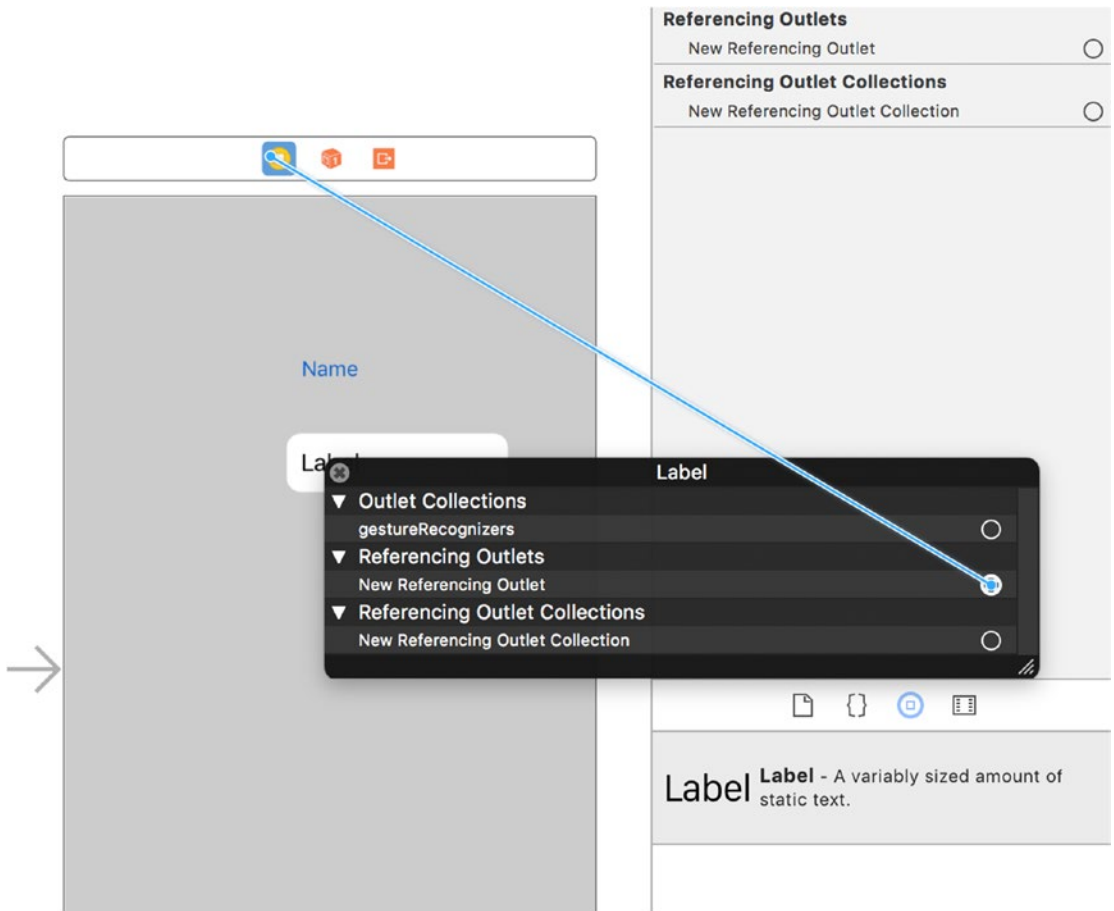 Referencing Outlets
New Referencing Outlet
Referencing Outlet Collections
New Referencing Outlet Collection
Name
Label
Label
Outlet Collections
gestureRecognizers
Referencing Outlets
New Referencing Outlet
Referencing Outlet Collections
New Referencing Outlet Collection
Label
Label - A variably sized amount of
static text.